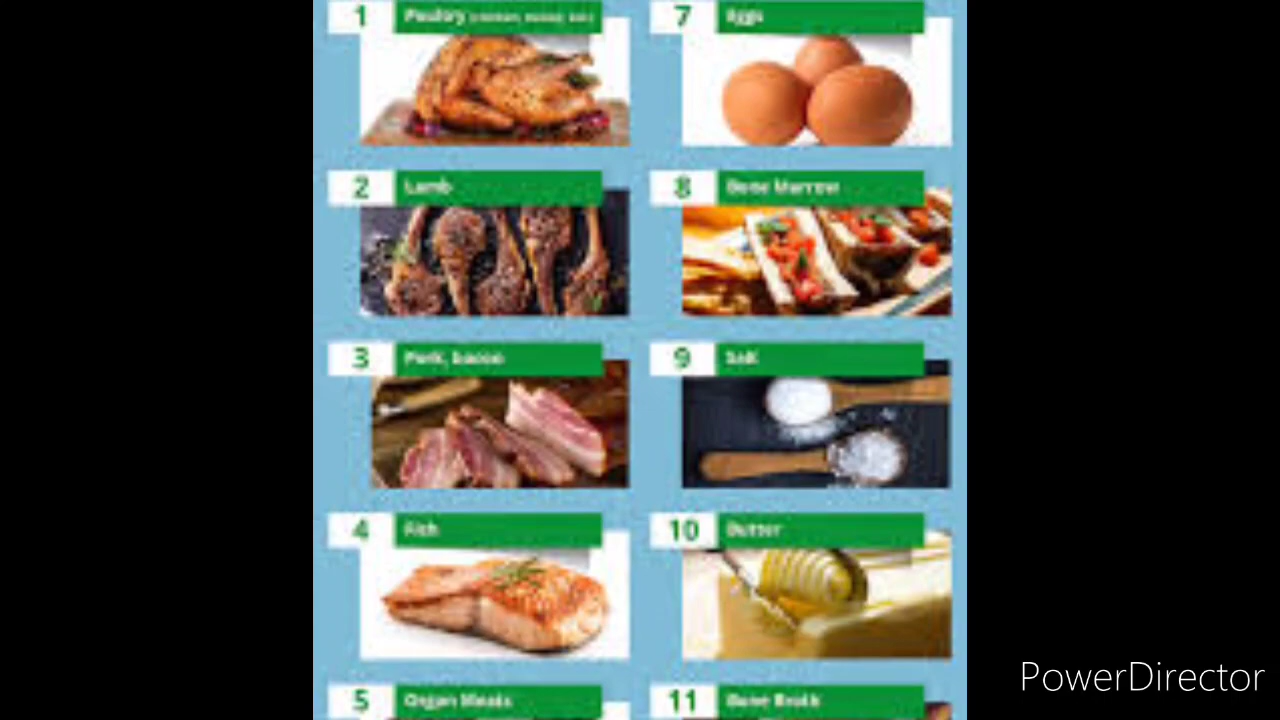 1 Poultry
7 Eggs
2 Lamb
8 Bone Marrow
3 Pork, bacon
9 Salt
4 Fish
10 Butter
PowerDirector
5 Organ Meats
11 Bone Broth